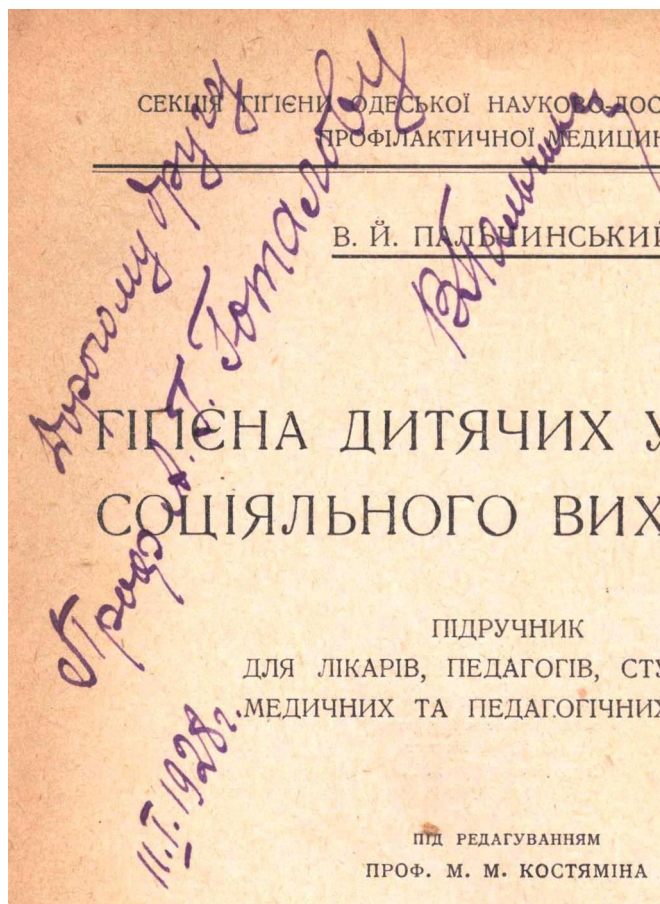 СЕКЦІЯ ГІГІЄНИ ОДЕСЬКОЇ НАУКОВО-ДОС
ПРОФІЛАКТИЧНОЇ МЕДИЦИН
В. Й. ПАЛЬЧИНСЬКИЙ
Дорогому другу
Проф. А. Г. Готалову
ВПальчинск
ГІГІЄНА ДИТЯЧИХ У
СОЦІЯЛЬНОГО ВИХ
ПІДРУЧНИК
ДЛЯ ЛІКАРІВ, ПЕДАГОГІВ, СТУ
МЕДИЧНИХ ТА ПЕДАГОГІЧНИХ
11.I.1928г.
ПІД РЕДАГУВАННЯМ
ПРОФ. М. М. КОСТЯМІНА